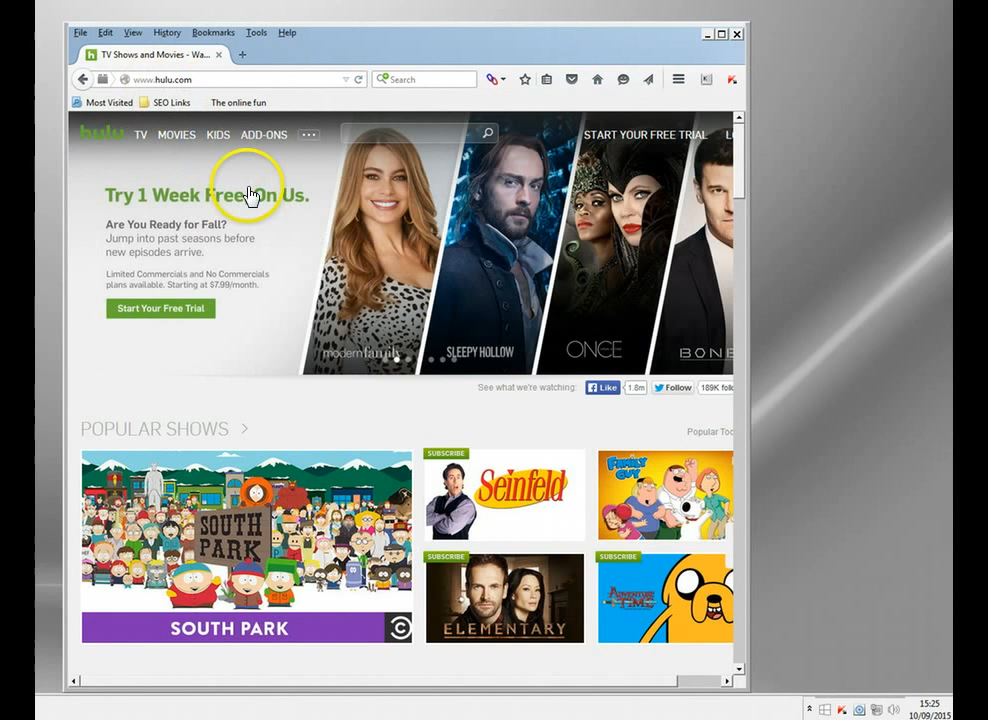 File Edit View History Bookmarks Tools Help
TV Shows and Movies - Wa...
www.hulu.com
Search
Most Visited SEO Links The online fun
hulu TV MOVIES KIDS ADD-ONS START YOUR FREE TRIAL
Try 1 Week Free On Us.
Are You Ready for Fall?
Jump into past seasons before
new episodes arrive.
Limited Commercials and No Commercials
plans available. Starting at $7.99/month.
Start Your Free Trial
modern family
SLEEPY HOLLOW
ONCE
BONE
See what we're watching: Like 1.8m Follow 189K
POPULAR SHOWS
Popular
SUBSCRIBE
Seinfeld
FAMILY GUY
SOUTH PARK
SUBSCRIBE
SUBSCRIBE
ADVENTURE TIME
ELEMENTARY
SOUTH PARK
15:25
10/09/2015